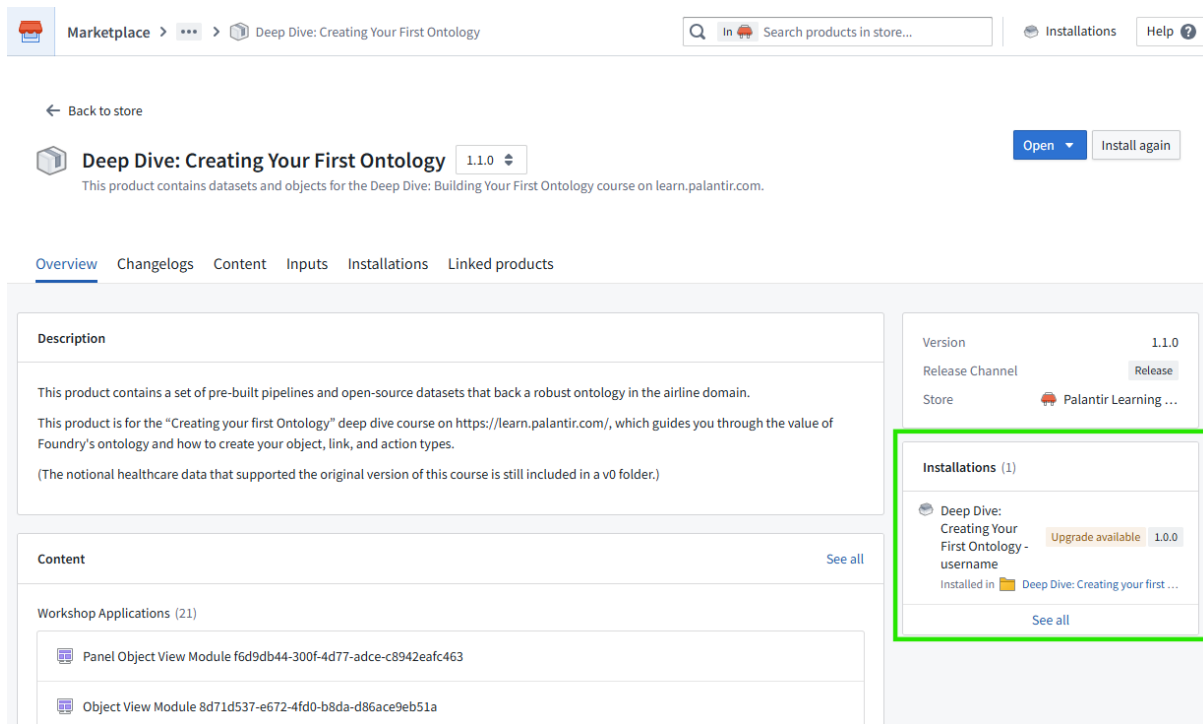 Marketplace > ••• > Deep Dive: Creating Your First Ontology
In Search products in store...
Installations
Help ?
← Back to store
Deep Dive: Creating Your First Ontology 1.1.0
This product contains datasets and objects for the Deep Dive: Building Your First Ontology course on learn.palantir.com.
Open
Install again
Overview Changelogs Content Inputs Installations Linked products
Description
This product contains a set of pre-built pipelines and open-source datasets that back a robust ontology in the airline domain.
This product is for the “Creating your first Ontology” deep dive course on https://learn.palantir.com/, which guides you through the value of
Foundry's ontology and how to create your object, link, and action types.
(The notional healthcare data that supported the original version of this course is still included in a v0 folder.)
Content
See all
Workshop Applications (21)
Panel Object View Module f6d9db44-300f-4d77-adce-c8942eafc463
Object View Module 8d71d537-e672-4fd0-b8da-d86ace9eb51a
Version 1.1.0
Release Channel Release
Store Palantir Learning ...
Installations (1)
Deep Dive:
Creating Your
First Ontology -
username
Upgrade available 1.0.0
Installed in Deep Dive: Creating your first ...
See all